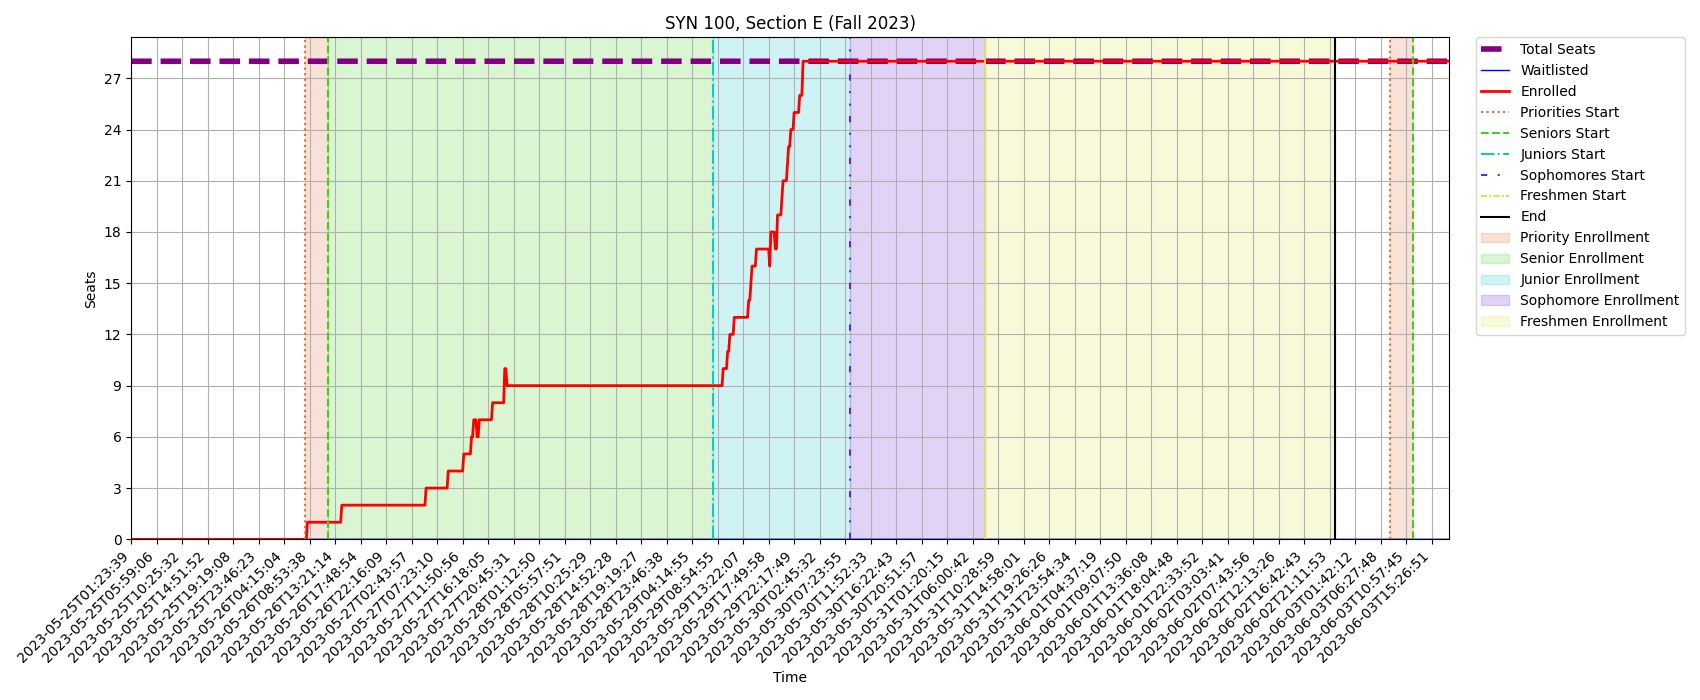 SYN 100, Section E (Fall 2023)
Total Seats
Waitlisted
Enrolled
Priorities Start
Seniors Start
Juniors Start
Sophomores Start
Freshmen Start
End
Priority Enrollment
Senior Enrollment
Junior Enrollment
Sophomore Enrollment
Freshmen Enrollment
Seats
27
24
21
18
15
12
9
6
3
0
2023-05-25T01:23:39
2023-05-25T05:59:06
2023-05-25T10:25:32
2023-05-25T14:51:52
2023-05-25T19:19:08
2023-05-25T23:46:23
2023-05-26T04:15:04
2023-05-26T08:53:38
2023-05-26T13:21:14
2023-05-26T17:48:54
2023-05-26T22:16:09
2023-05-27T02:43:57
2023-05-27T07:23:10
2023-05-27T11:50:56
2023-05-27T16:18:05
2023-05-27T20:45:31
2023-05-28T01:12:50
2023-05-28T05:57:51
2023-05-28T10:25:29
2023-05-28T14:52:28
2023-05-28T19:19:27
2023-05-28T23:46:38
2023-05-29T04:14:55
2023-05-29T08:54:55
2023-05-29T13:22:07
2023-05-29T17:49:58
2023-05-29T22:17:49
2023-05-30T02:45:32
2023-05-30T07:23:55
2023-05-30T11:52:33
2023-05-30T16:22:43
2023-05-30T20:51:57
2023-05-31T01:20:15
2023-05-31T06:00:42
2023-05-31T10:28:59
2023-05-31T14:58:01
2023-05-31T19:26:26
2023-05-31T23:54:34
2023-06-01T04:37:19
2023-06-01T09:07:50
2023-06-01T13:36:08
2023-06-01T18:04:48
2023-06-01T22:33:52
2023-06-02T03:03:41
2023-06-02T07:43:56
2023-06-02T12:13:26
2023-06-02T16:42:43
2023-06-02T21:11:53
2023-06-03T01:42:12
2023-06-03T06:27:48
2023-06-03T10:57:45
2023-06-03T15:26:51
Time